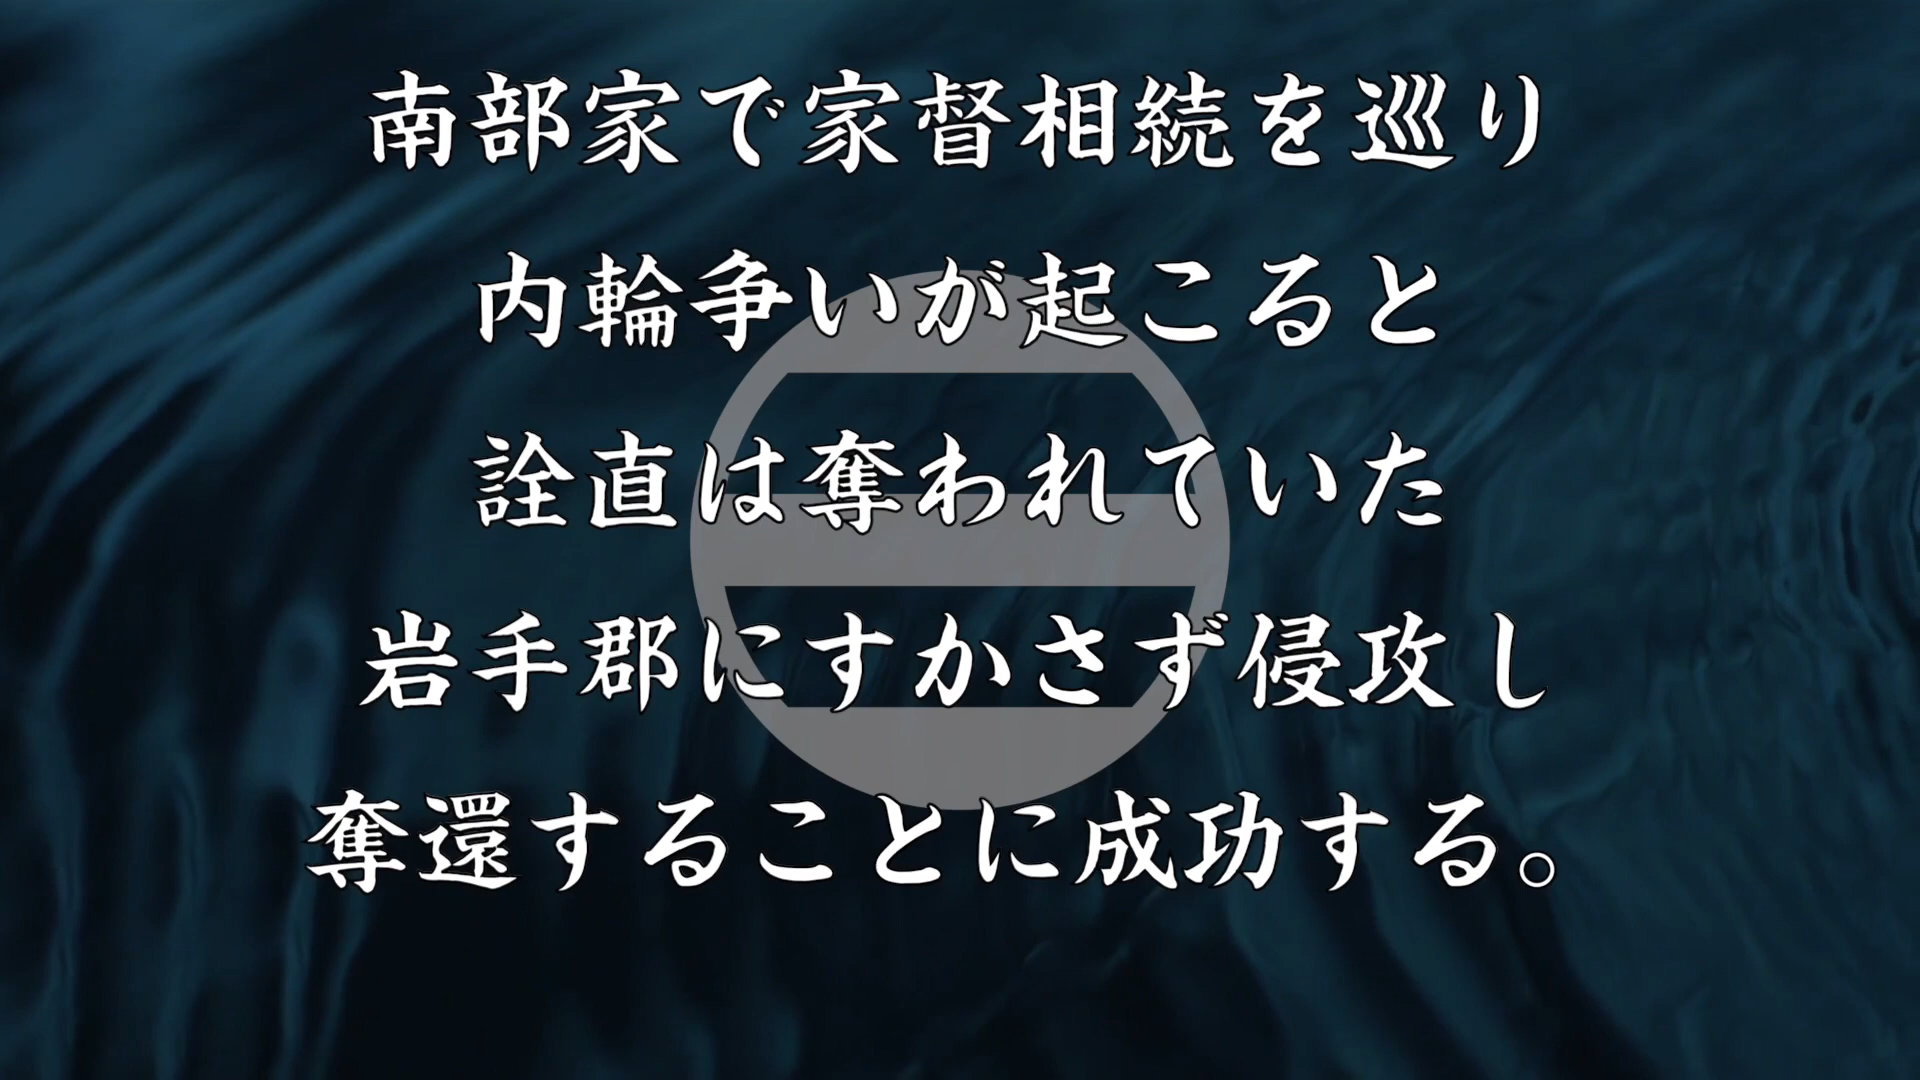 南部家で家督相続を巡り
内輪争いが起こると
詮直は奪われていた
岩手郡にすかさず侵攻し
奪還することに成功する。